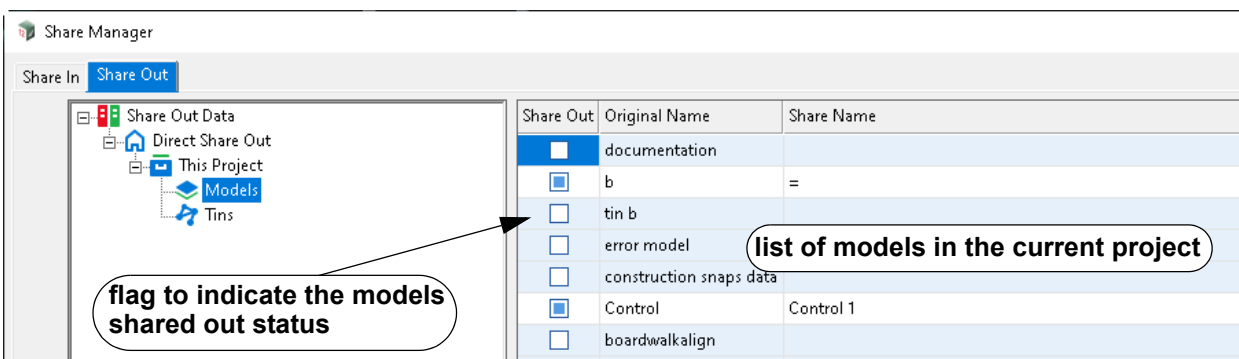 Share Manager
Share In Share Out
Share Out Data
Direct Share Out
This Project
Models
Tins
Share Out Original Name Share Name
documentation
b =
tin b
error model
construction snaps data
Control Control 1
boardwalkalign
list of models in the current project
flag to indicate the models
shared out status